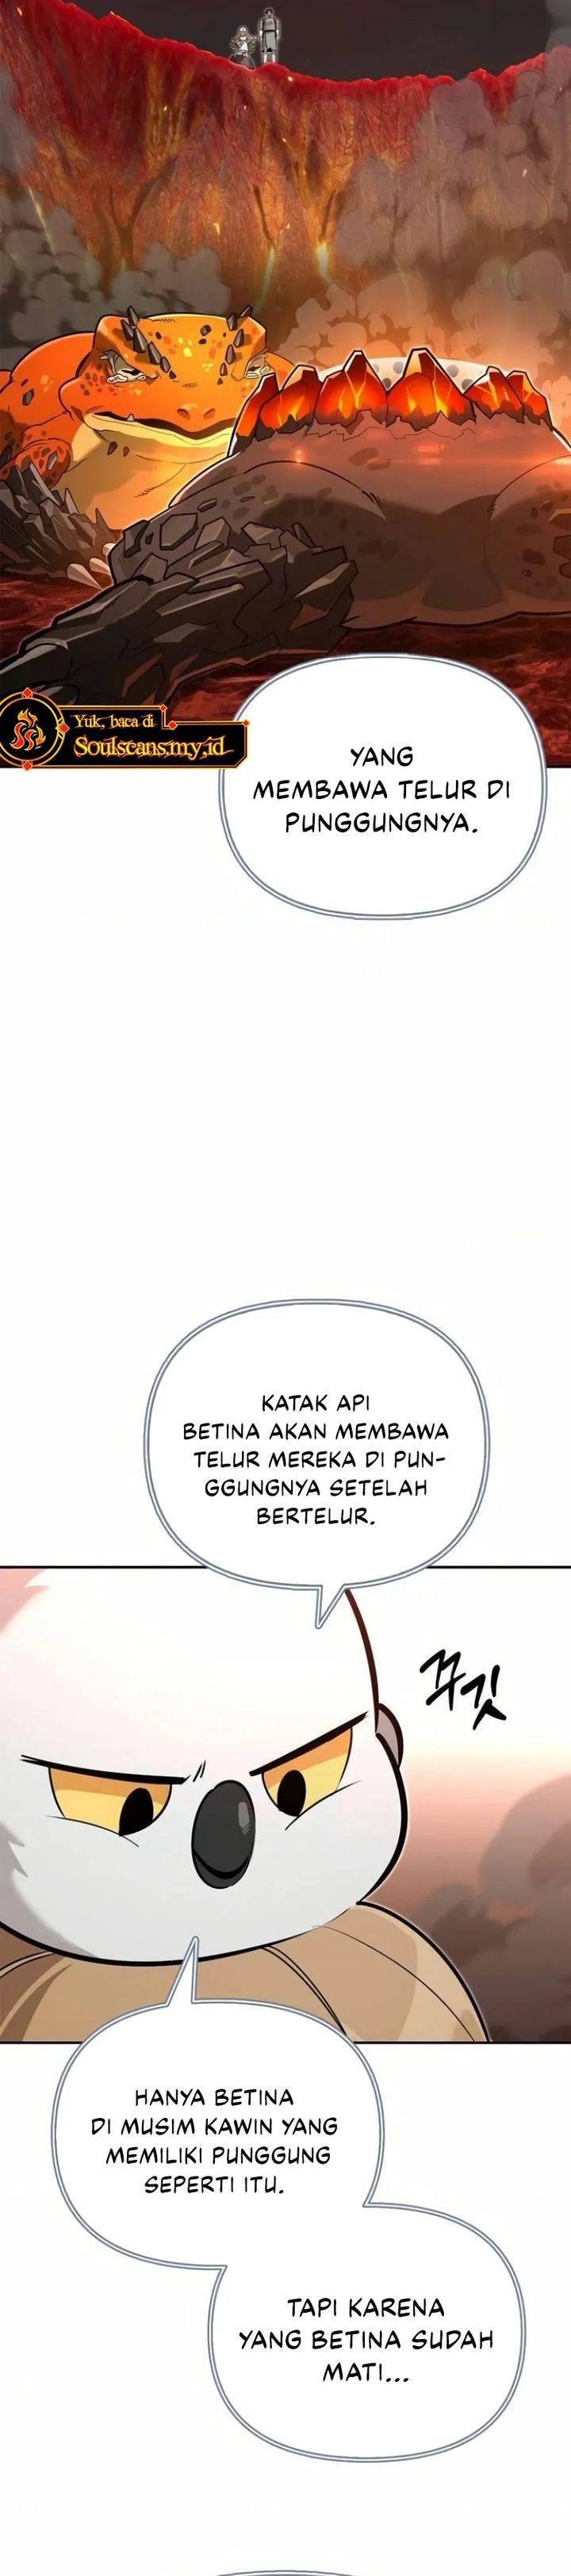 Yuk, baca di
Soulscans.my.id
YANG
MEMBAWA TELUR DI
PUNGGUNGNYA.
KATAK API
BETINA AKAN MEMBAWA
TELUR MEREKA DI PUN-
GGUNGNYA SETELAH
BERTELUR.
꾸깃
HANYA BETINA
DI MUSIM KAWIN YANG
MEMILIKI PUNGGUNG
SEPERTI ITU.
TAPI KARENA
YANG BETINA SUDAH
MATI...